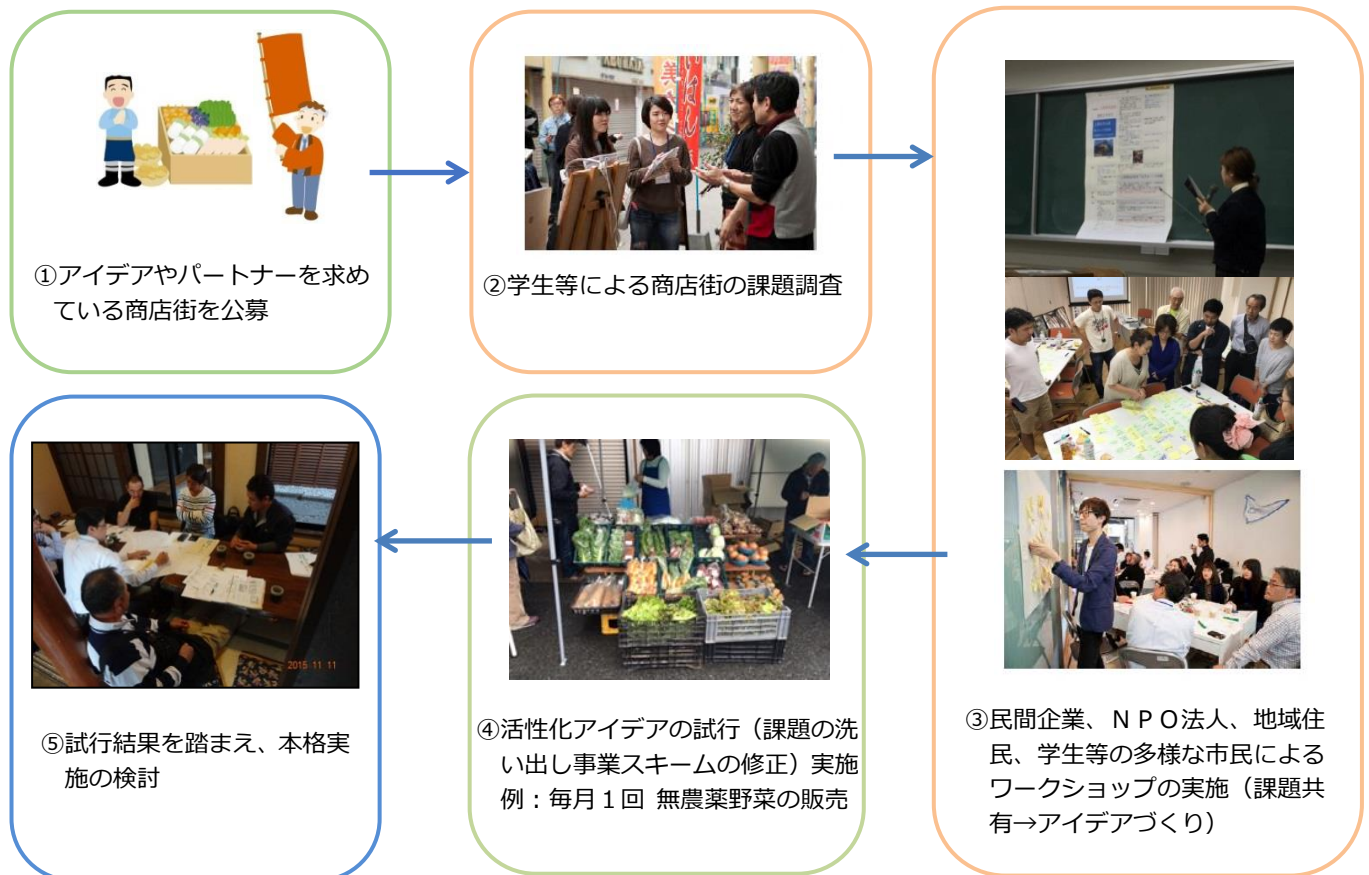 ①アイデアやパートナーを求め
ている商店街を公募
②学生等による商店街の課題調査
③民間企業、ＮＰＯ法人、地域住
民、学生等の多様な市民による
ワークショップの実施（課題共
有→アイデアづくり）
④活性化アイデアの試行（課題の洗
い出し事業スキームの修正）実施
例：毎月１回 無農薬野菜の販売
2015 11 11
⑤試行結果を踏まえ、本格実
施の検討